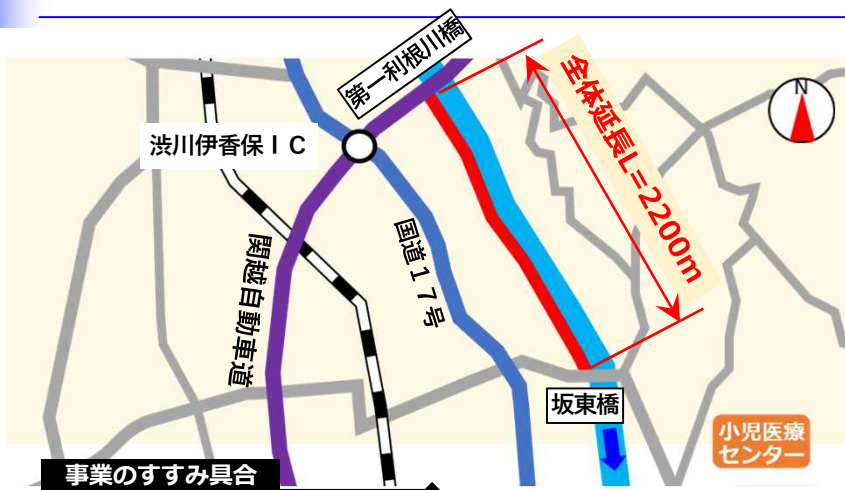 第一利根川橋
N
渋川伊香保ＩＣ
全体延長L=2200m
国道１７号
関越自動車道
坂東橋
小児医療
センター
事業のすすみ具合